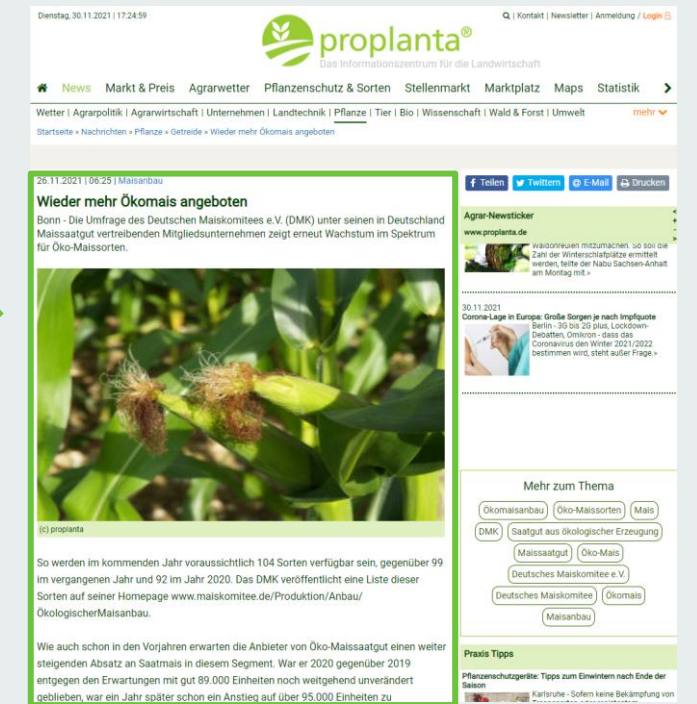 Dienstag, 30.11.2021 | 17:24:59
| Kontakt | Newsletter | Anmeldung / Login
proplanta®
Das Informationszentrum für die Landwirtschaft
News Markt & Preis Agrarwetter Pflanzenschutz & Sorten Stellenmarkt Marktplatz Maps Statistik
Wetter | Agrarpolitik | Agrarwirtschaft | Unternehmen | Landtechnik | Pflanze | Tier | Bio | Wissenschaft | Wald & Forst | Umwelt mehr
Startseite » Nachrichten » Pflanze » Getreide » Wieder mehr Ökomais angeboten
26.11.2021 | 06:25 | Maisanbau
Wieder mehr Ökomais angeboten
Bonn - Die Umfrage des Deutschen Maiskomitees e.V. (DMK) unter seinen in Deutschland
Maissaatgut vertreibenden Mitgliedsunternehmen zeigt erneut Wachstum im Spektrum
für Öko-Maissorten.
(c) proplanta
So werden im kommenden Jahr voraussichtlich 104 Sorten verfügbar sein, gegenüber 99
im vergangenen Jahr und 92 im Jahr 2020. Das DMK veröffentlicht eine Liste dieser
Sorten auf seiner Homepage www.maiskomitee.de/Produktion/Anbau/
ÖkologischerMaisanbau.
Wie auch schon in den Vorjahren erwarten die Anbieter von Öko-Maissaatgut einen weiter
steigenden Absatz an Saatmais in diesem Segment. War er 2020 gegenüber 2019
entgegen den Erwartungen mit gut 89.000 Einheiten noch weitgehend unverändert
geblieben, war ein Jahr später schon ein Anstieg auf über 95.000 Einheiten zu
Teilen Twittern @ E-Mail Drucken
Agrar-Newsticker
www.proplanta.de
Waldohreulen mitzumachen. So soll die
Zahl der Winterschlafplätze ermittelt
werden, teilte der Nabu Sachsen-Anhalt
am Montag mit.»
30.11.2021
Corona-Lage in Europa: Große Sorgen je nach Impfquote
Berlin - 3G bis 2G plus, Lockdown-
Debatten, Omikron - dass das
Coronavirus den Winter 2021/2022
bestimmen wird, steht außer Frage.»
Mehr zum Thema
Ökomaisanbau Öko-Maissorten Mais
DMK Saatgut aus ökologischer Erzeugung
Maissaatgut Öko-Mais
Deutsches Maiskomitee e.V.
Deutsches Maiskomitee Ökomais
Maisanbau
Praxis Tipps
Pflanzenschutzgeräte: Tipps zum Einwintern nach Ende der
Saison
Karlsruhe - Sofern keine Bekämpfung von